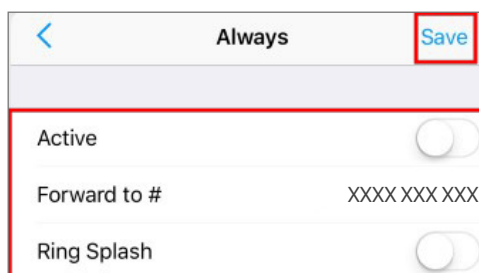 Always Save
Active
Forward to # XXXX XXX XXX
Ring Splash